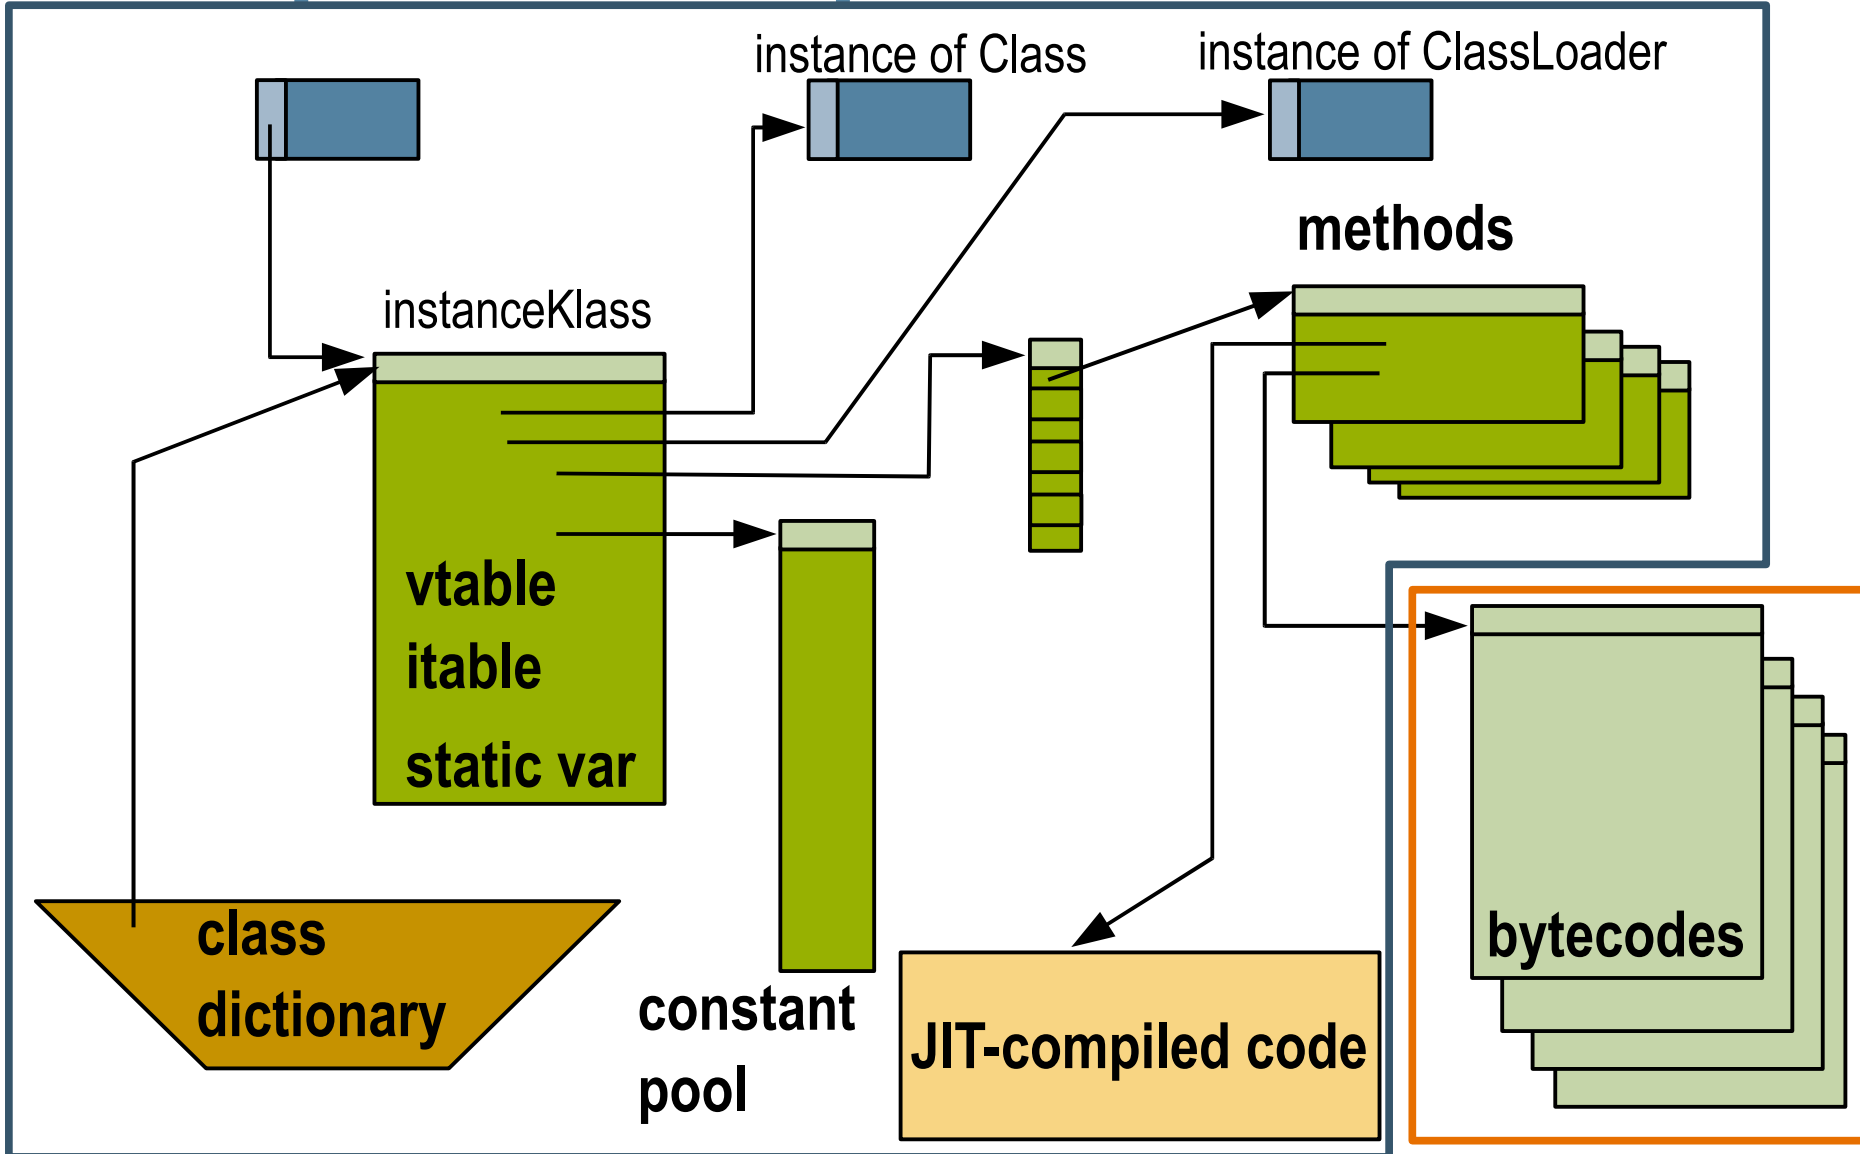 instance of Class
instance of ClassLoader
methods
instanceKlass
vtable
itable
static var
class
dictionary
constant
pool
JIT-compiled code
bytecodes